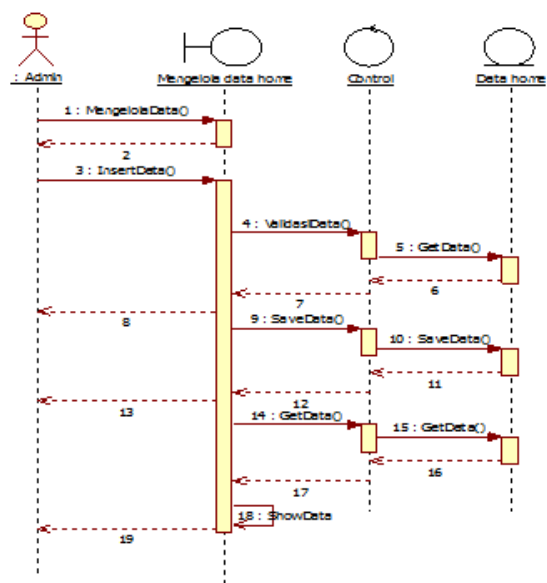 : Admin
Mengelola data home
Control
Data home
1 : MengelolaData()
2
3 : InsertData()
4 : ValidasiData()
5 : GetData()
6
7
8
9 : SaveData()
10 : SaveData()
11
12
13
14 : GetData()
15 : GetData()
16
17
18 : ShowData
19